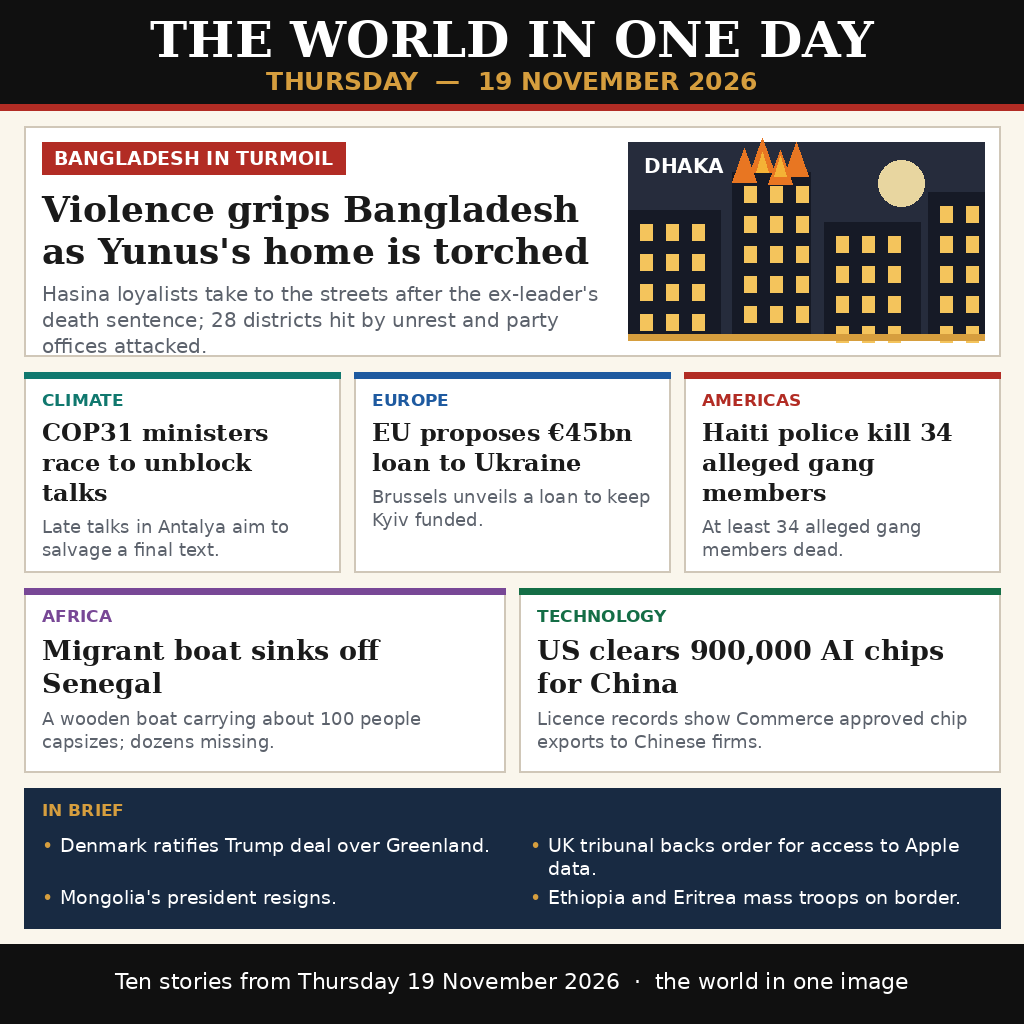 THE WORLD IN ONE DAY
THURSDAY — 19 NOVEMBER 2026
BANGLADESH IN TURMOIL
Violence grips Bangladesh
as Yunus's home is torched
Hasina loyalists take to the streets after the ex-leader's
death sentence; 28 districts hit by unrest and party
offices attacked.
DHAKA
CLIMATE
COP31 ministers
race to unblock
talks
Late talks in Antalya aim to
salvage a final text.
EUROPE
EU proposes €45bn
loan to Ukraine
Brussels unveils a loan to keep
Kyiv funded.
AMERICAS
Haiti police kill 34
alleged gang
members
At least 34 alleged gang
members dead.
AFRICA
Migrant boat sinks off
Senegal
A wooden boat carrying about 100 people
capsizes; dozens missing.
TECHNOLOGY
US clears 900,000 AI chips
for China
Licence records show Commerce approved chip
exports to Chinese firms.
IN BRIEF
• Denmark ratifies Trump deal over Greenland.
• UK tribunal backs order for access to Apple
data.
• Mongolia's president resigns.
• Ethiopia and Eritrea mass troops on border.
Ten stories from Thursday 19 November 2026 · the world in one image